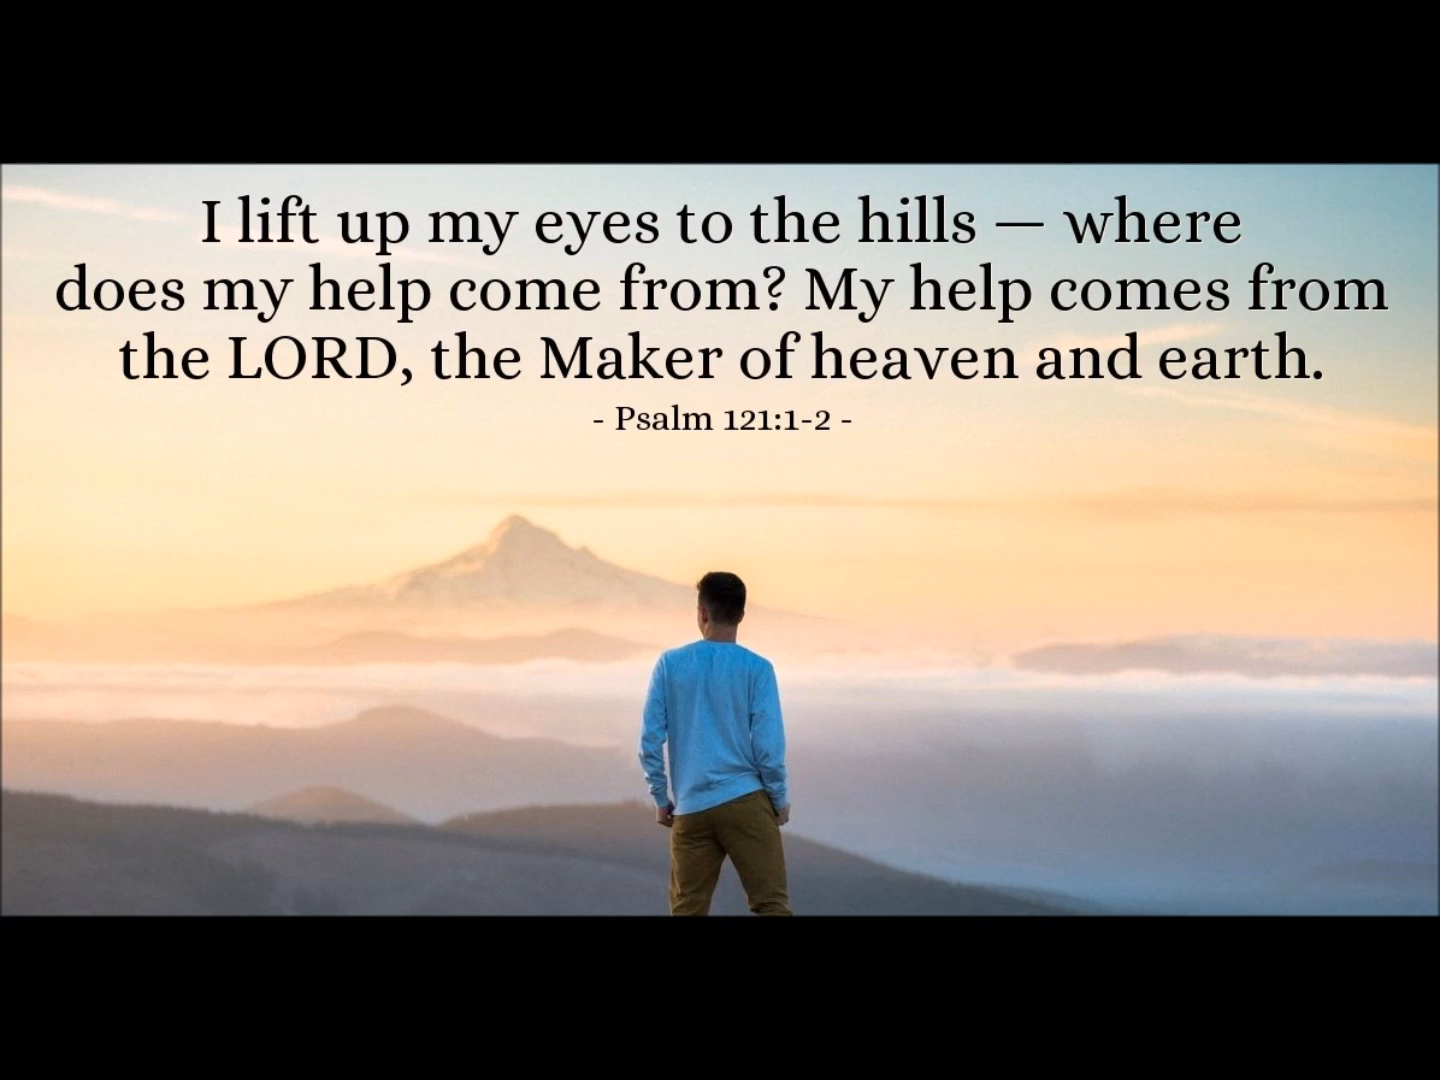 I lift up my eyes to the hills — where
does my help come from? My help comes from
the LORD, the Maker of heaven and earth.
- Psalm 121:1-2 -